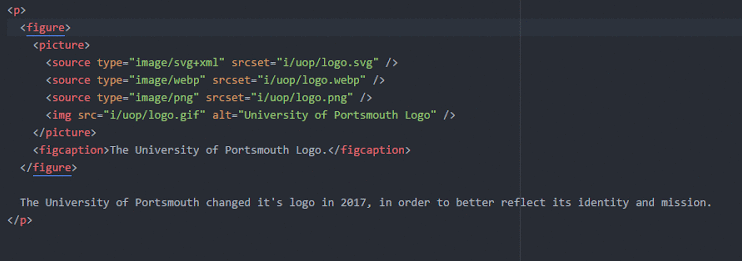 <p>
<figure>
<picture>
<source type="image/svg+xml" srcset="i/uop/logo.svg" />
<source type="image/webp" srcset="i/uop/logo.webp" />
<source type="image/png" srcset="i/uop/logo.png" />
<img src="i/uop/logo.gif" alt="University of Portsmouth Logo" />
</picture>
<figcaption>The University of Portsmouth Logo.</figcaption>
</figure>
The University of Portsmouth changed it's logo in 2017, in order to better reflect its identity and mission.
</p>